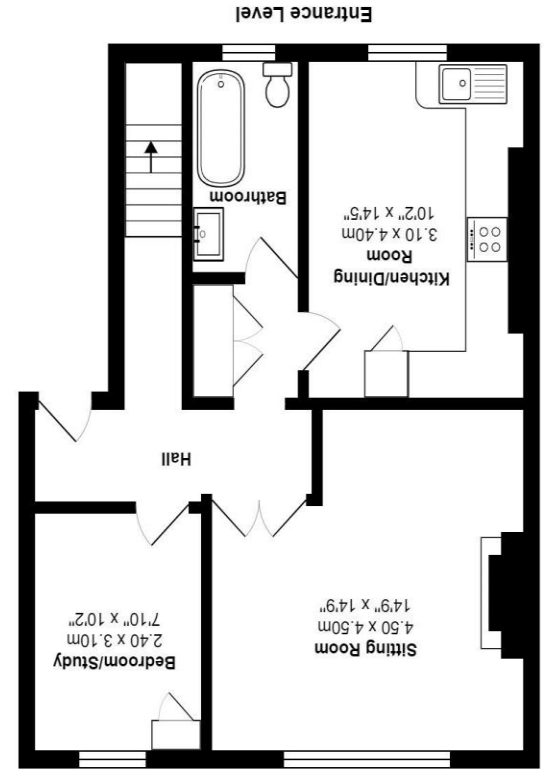 Sitting Room
4.50 x 4.50m
14'9" x 14'9"
Bedroom/Study
2.40 x 3.10m
7'10" x 10'2"
Hall
Kitchen/Dining
Room
3.10 x 4.40m
10'2" x 14'5"
Bathroom
Entrance Level